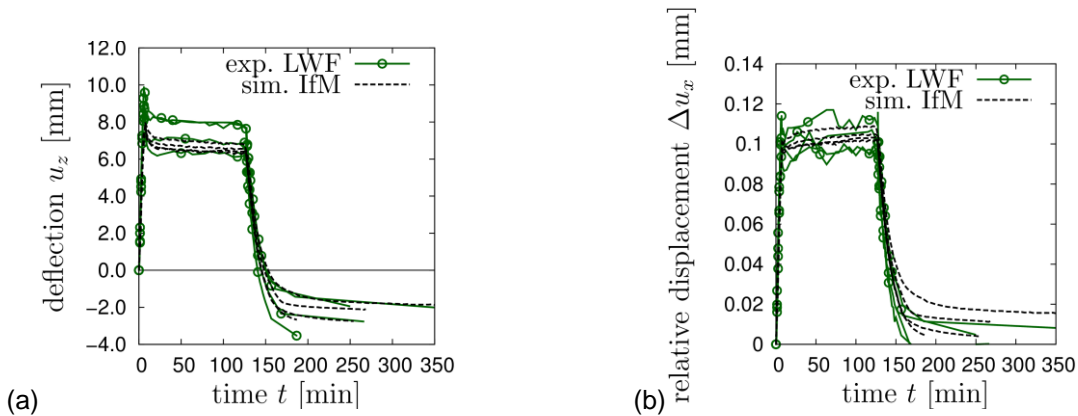 (a)
deflection u_z [mm]
12.0
10.0
8.0
6.0
4.0
2.0
0.0
−2.0
−4.0
exp. LWF
sim. IfM
0 50 100 150 200 250 300 350
time t [min]
(b)
relative displacement Δu_x [mm]
0.14
0.12
0.1
0.08
0.06
0.04
0.02
0
exp. LWF
sim. IfM
0 50 100 150 200 250 300 350
time t [min]